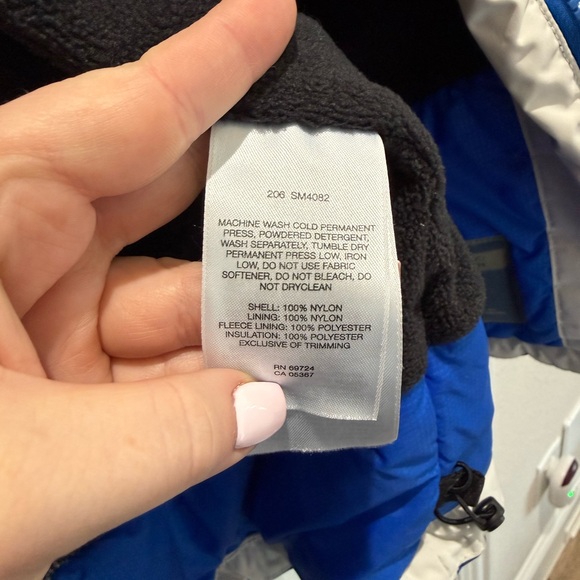 206 SM4082
MACHINE WASH COLD PERMANENT
PRESS, POWDERED DETERGENT,
WASH SEPARATELY, TUMBLE DRY
PERMANENT PRESS LOW, IRON
LOW, DO NOT USE FABRIC
SOFTENER, DO NOT BLEACH, DO
NOT DRYCLEAN
SHELL: 100% NYLON
LINING: 100% NYLON
FLEECE LINING: 100% POLYESTER
INSULATION: 100% POLYESTER
EXCLUSIVE OF TRIMMING
RN 69724
CA 05367